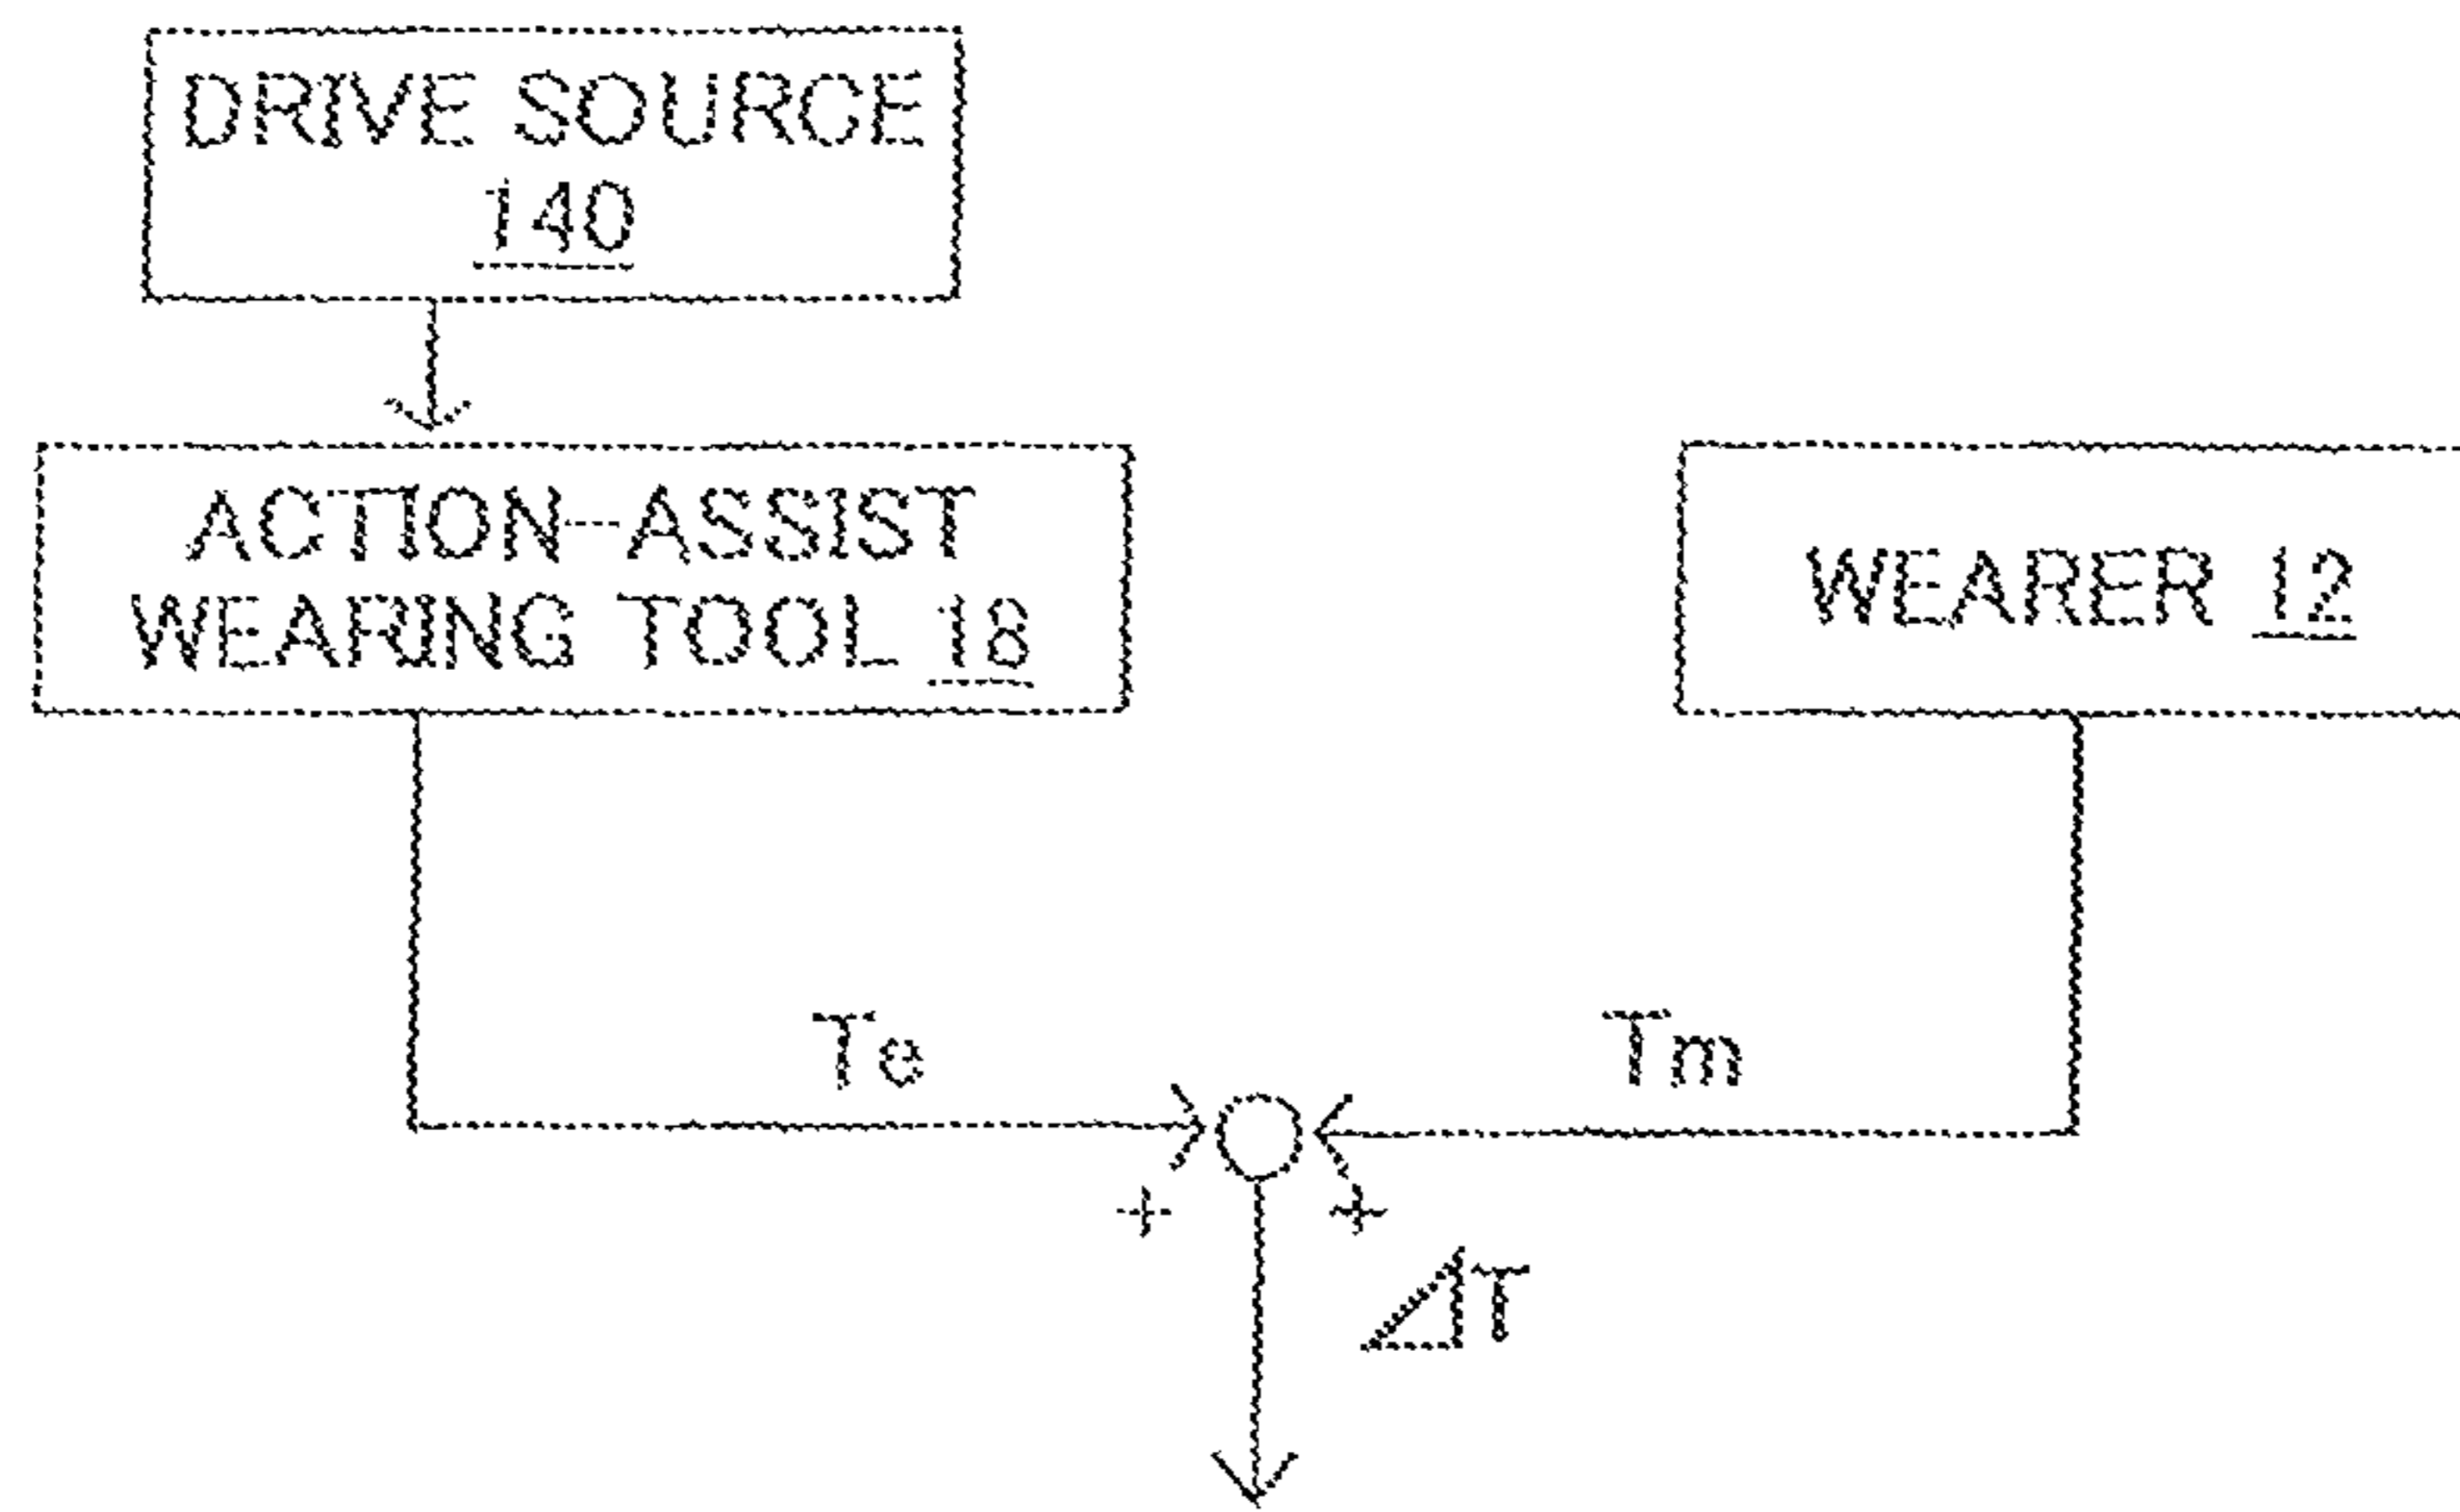 DRIVE SOURCE
140
ACTION-ASSIST
WEARING TOOL 18
WEARER 12
Te
Tm
+
+
ΔT